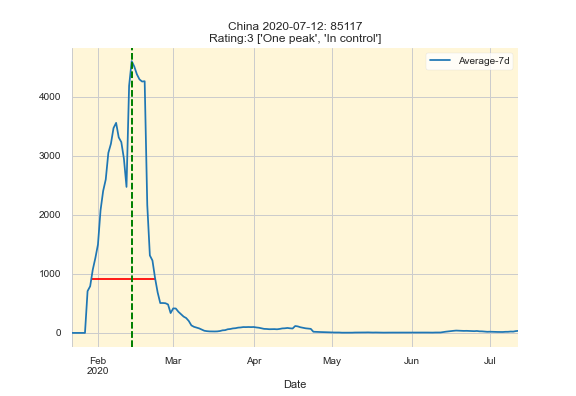 China 2020-07-12: 85117
Rating:3 ['One peak', 'In control']
Average-7d
4000
3000
2000
1000
0
Feb
2020
Mar
Apr
May
Jun
Jul
Date